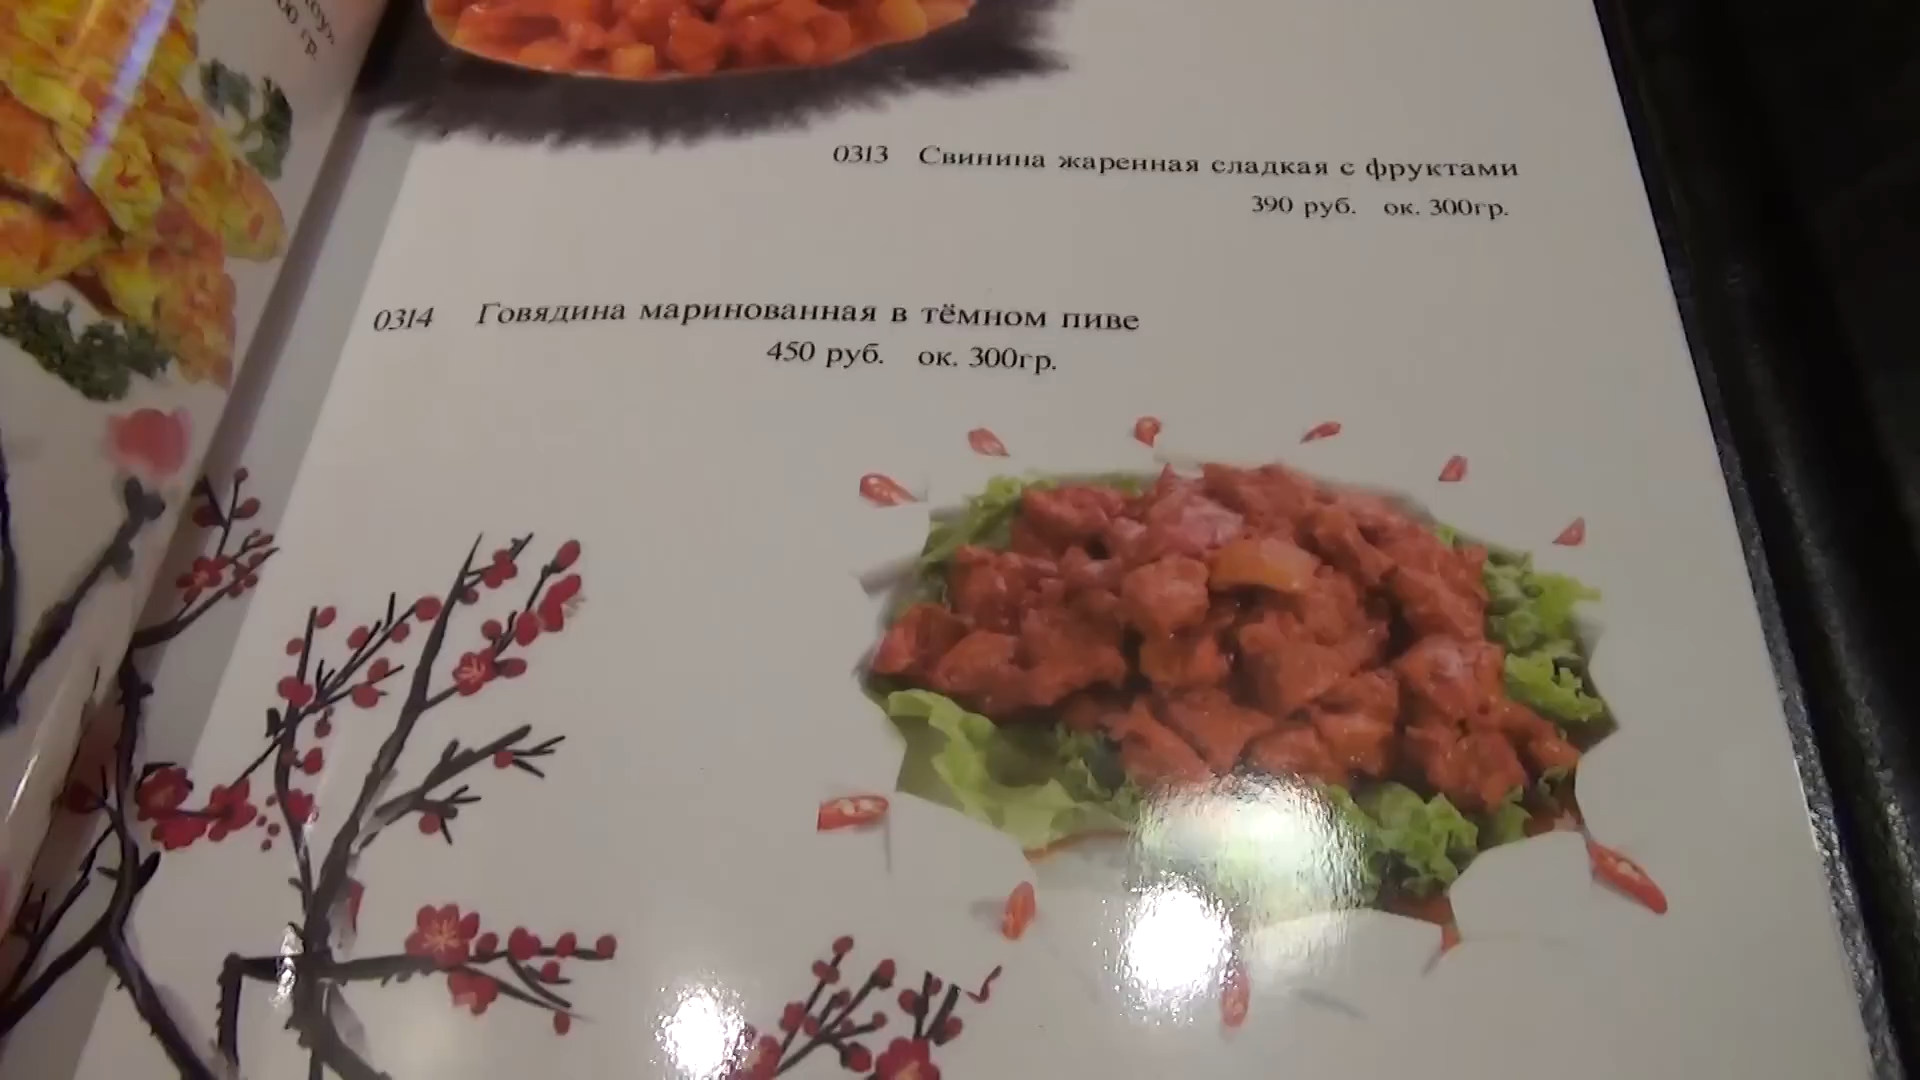 0313 Свинина жаренная сладкая с фруктами
390 руб. ок. 300гр.
0314 Говядина маринованная в тёмном пиве
450 руб. ок. 300гр.